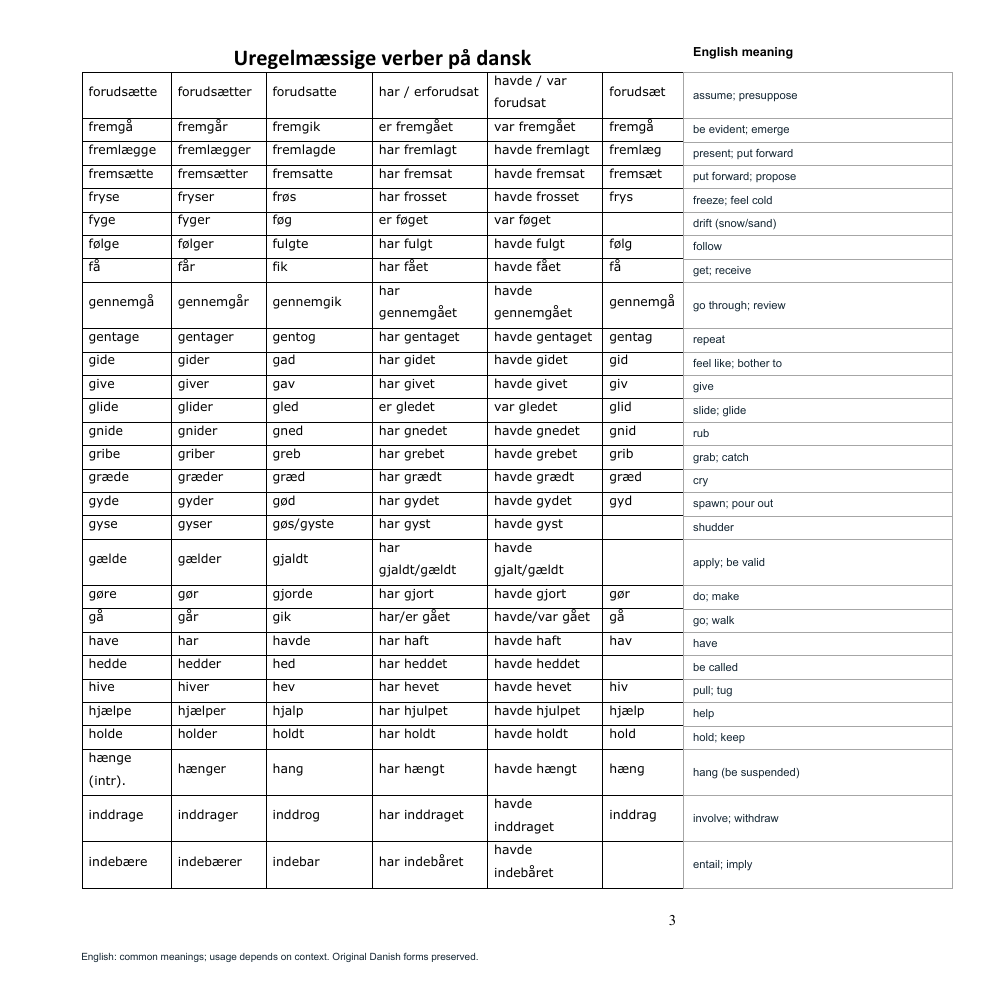 Uregelmæssige verber på dansk English meaning
forudsætte forudsætter forudsatte har / erforudsat havde / var forudsat forudsæt assume; presuppose
fremgå fremgår fremgik er fremgået var fremgået fremgå be evident; emerge
fremlægge fremlægger fremlagde har fremlagt havde fremlagt fremlæg present; put forward
fremsætte fremsætter fremsatte har fremsat havde fremsat fremsæt put forward; propose
fryse fryser frøs har frosset havde frosset frys freeze; feel cold
fyge fyger føg er føget var føget drift (snow/sand)
følge følger fulgte har fulgt havde fulgt følg follow
få får fik har fået havde fået få get; receive
gennemgå gennemgår gennemgik har gennemgået havde gennemgået gennemgå go through; review
gentage gentager gentog har gentaget havde gentaget gentag repeat
gide gider gad har gidet havde gidet gid feel like; bother to
give giver gav har givet havde givet giv give
glide glider gled er gledet var gledet glid slide; glide
gnide gnider gned har gnedet havde gnedet gnid rub
gribe griber greb har grebet havde grebet grib grab; catch
græde græder græd har grædt havde grædt græd cry
gyde gyder gød har gydet havde gydet gyd spawn; pour out
gyse gyser gøs/gyste har gyst havde gyst shudder
gælde gælder gjaldt har gjaldt/gældt havde gjalt/gældt apply; be valid
gøre gør gjorde har gjort havde gjort gør do; make
gå går gik har/er gået havde/var gået gå go; walk
have har havde har haft havde haft hav have
hedde hedder hed har heddet havde heddet be called
hive hiver hev har hevet havde hevet hiv pull; tug
hjælpe hjælper hjalp har hjulpet havde hjulpet hjælp help
holde holder holdt har holdt havde holdt hold hold; keep
hænge (intr). hænger hang har hængt havde hængt hæng hang (be suspended)
inddrage inddrager inddrog har inddraget havde inddraget inddrag involve; withdraw
indebære indebærer indebar har indebåret havde indebåret entail; imply
3
English: common meanings; usage depends on context. Original Danish forms preserved.